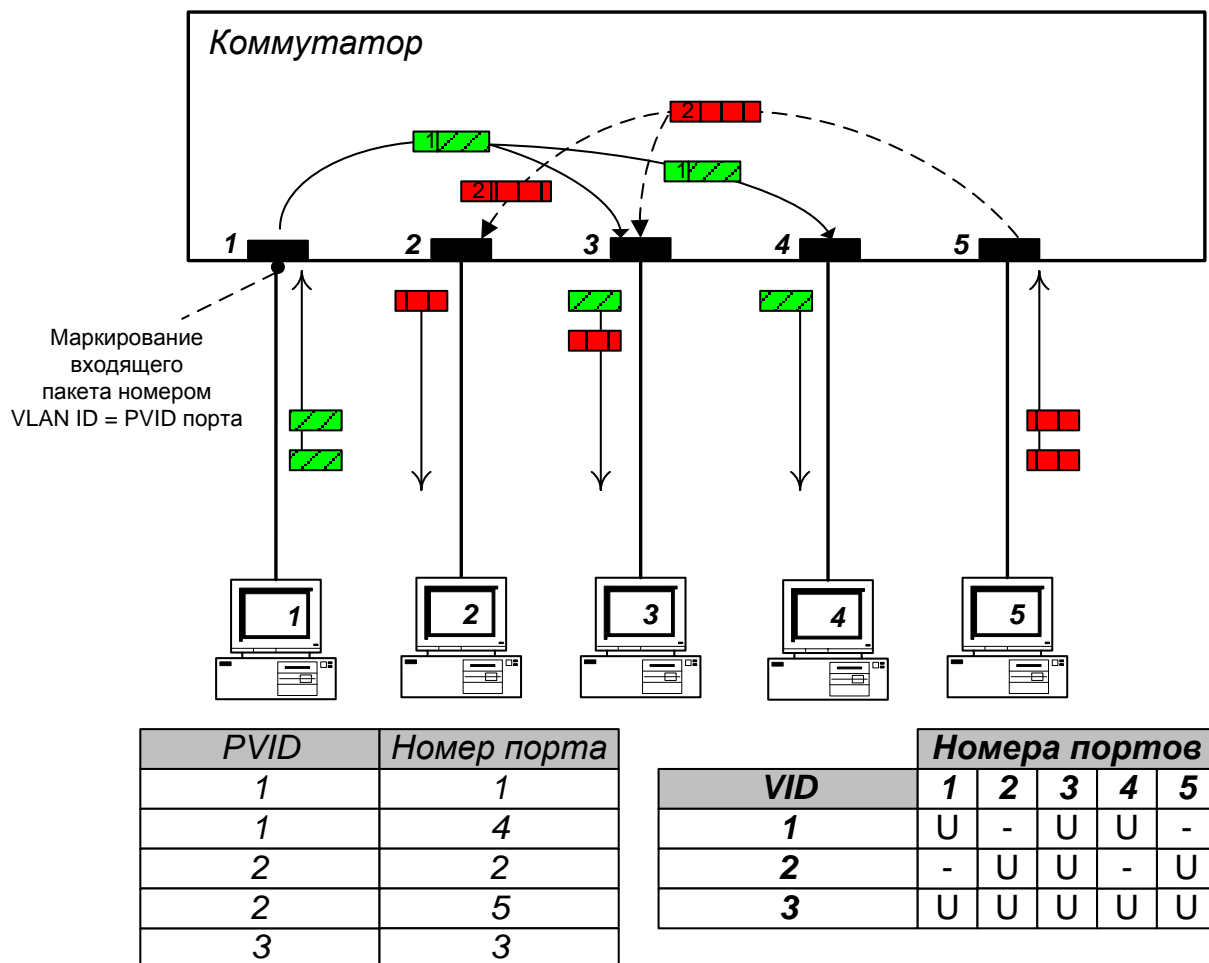 Коммутатор
2
1
1
2
1
2
3
4
5
Маркирование
входящего
пакета номером
VLAN ID = PVID порта
1
2
3
4
5
PVID Номер порта
1 1
1 4
2 2
2 5
3 3
Номера портов
VID 1 2 3 4 5
1 U - U U -
2 - U U - U
3 U U U U U